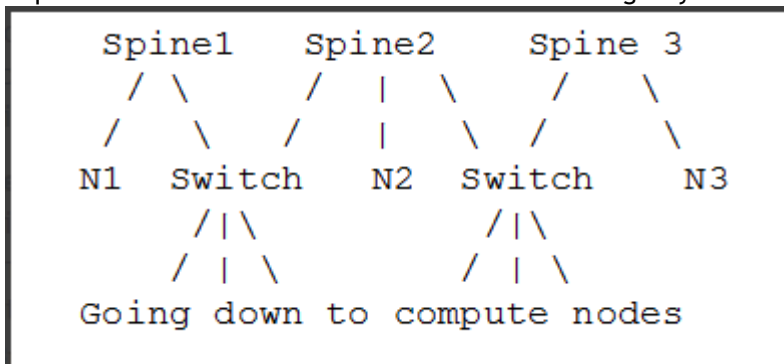 Spine1 Spine2 Spine 3
N1 Switch N2 Switch N3
Going down to compute nodes